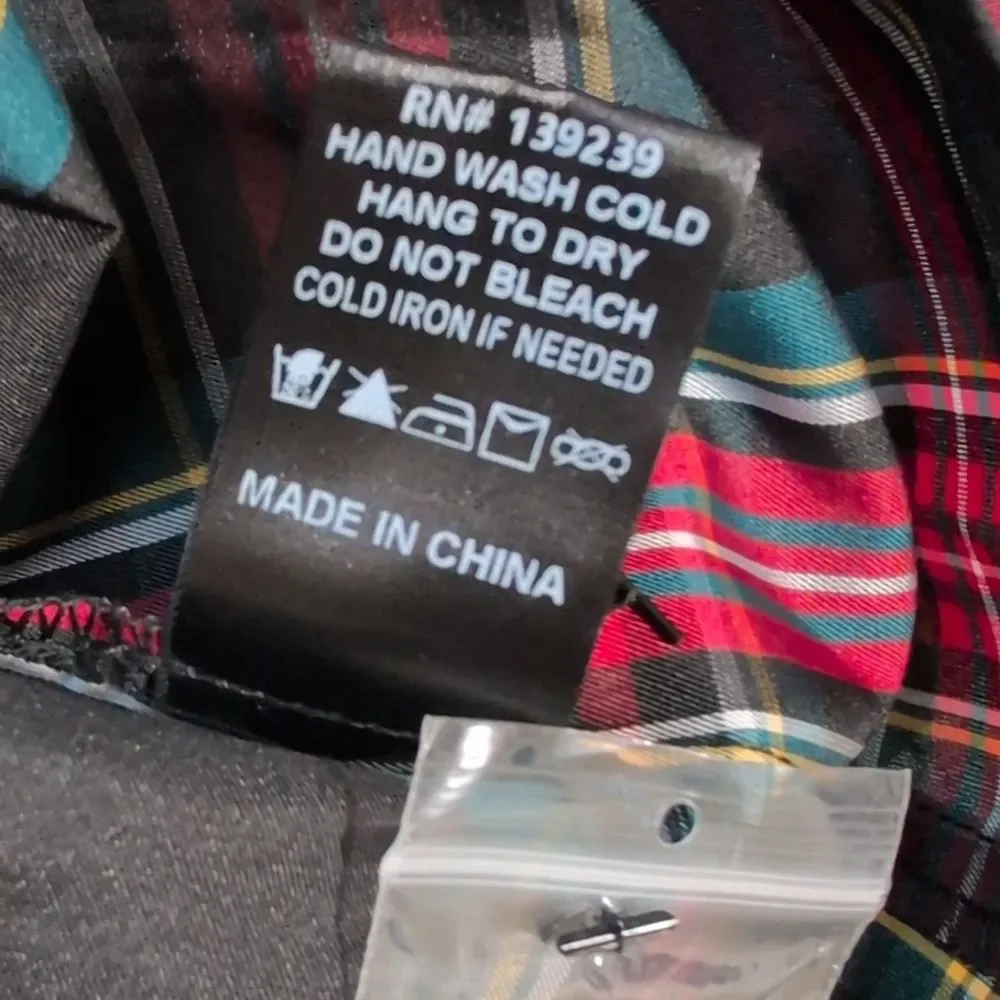 RN# 139239
HAND WASH COLD
HANG TO DRY
DO NOT BLEACH
COLD IRON IF NEEDED
MADE IN CHINA